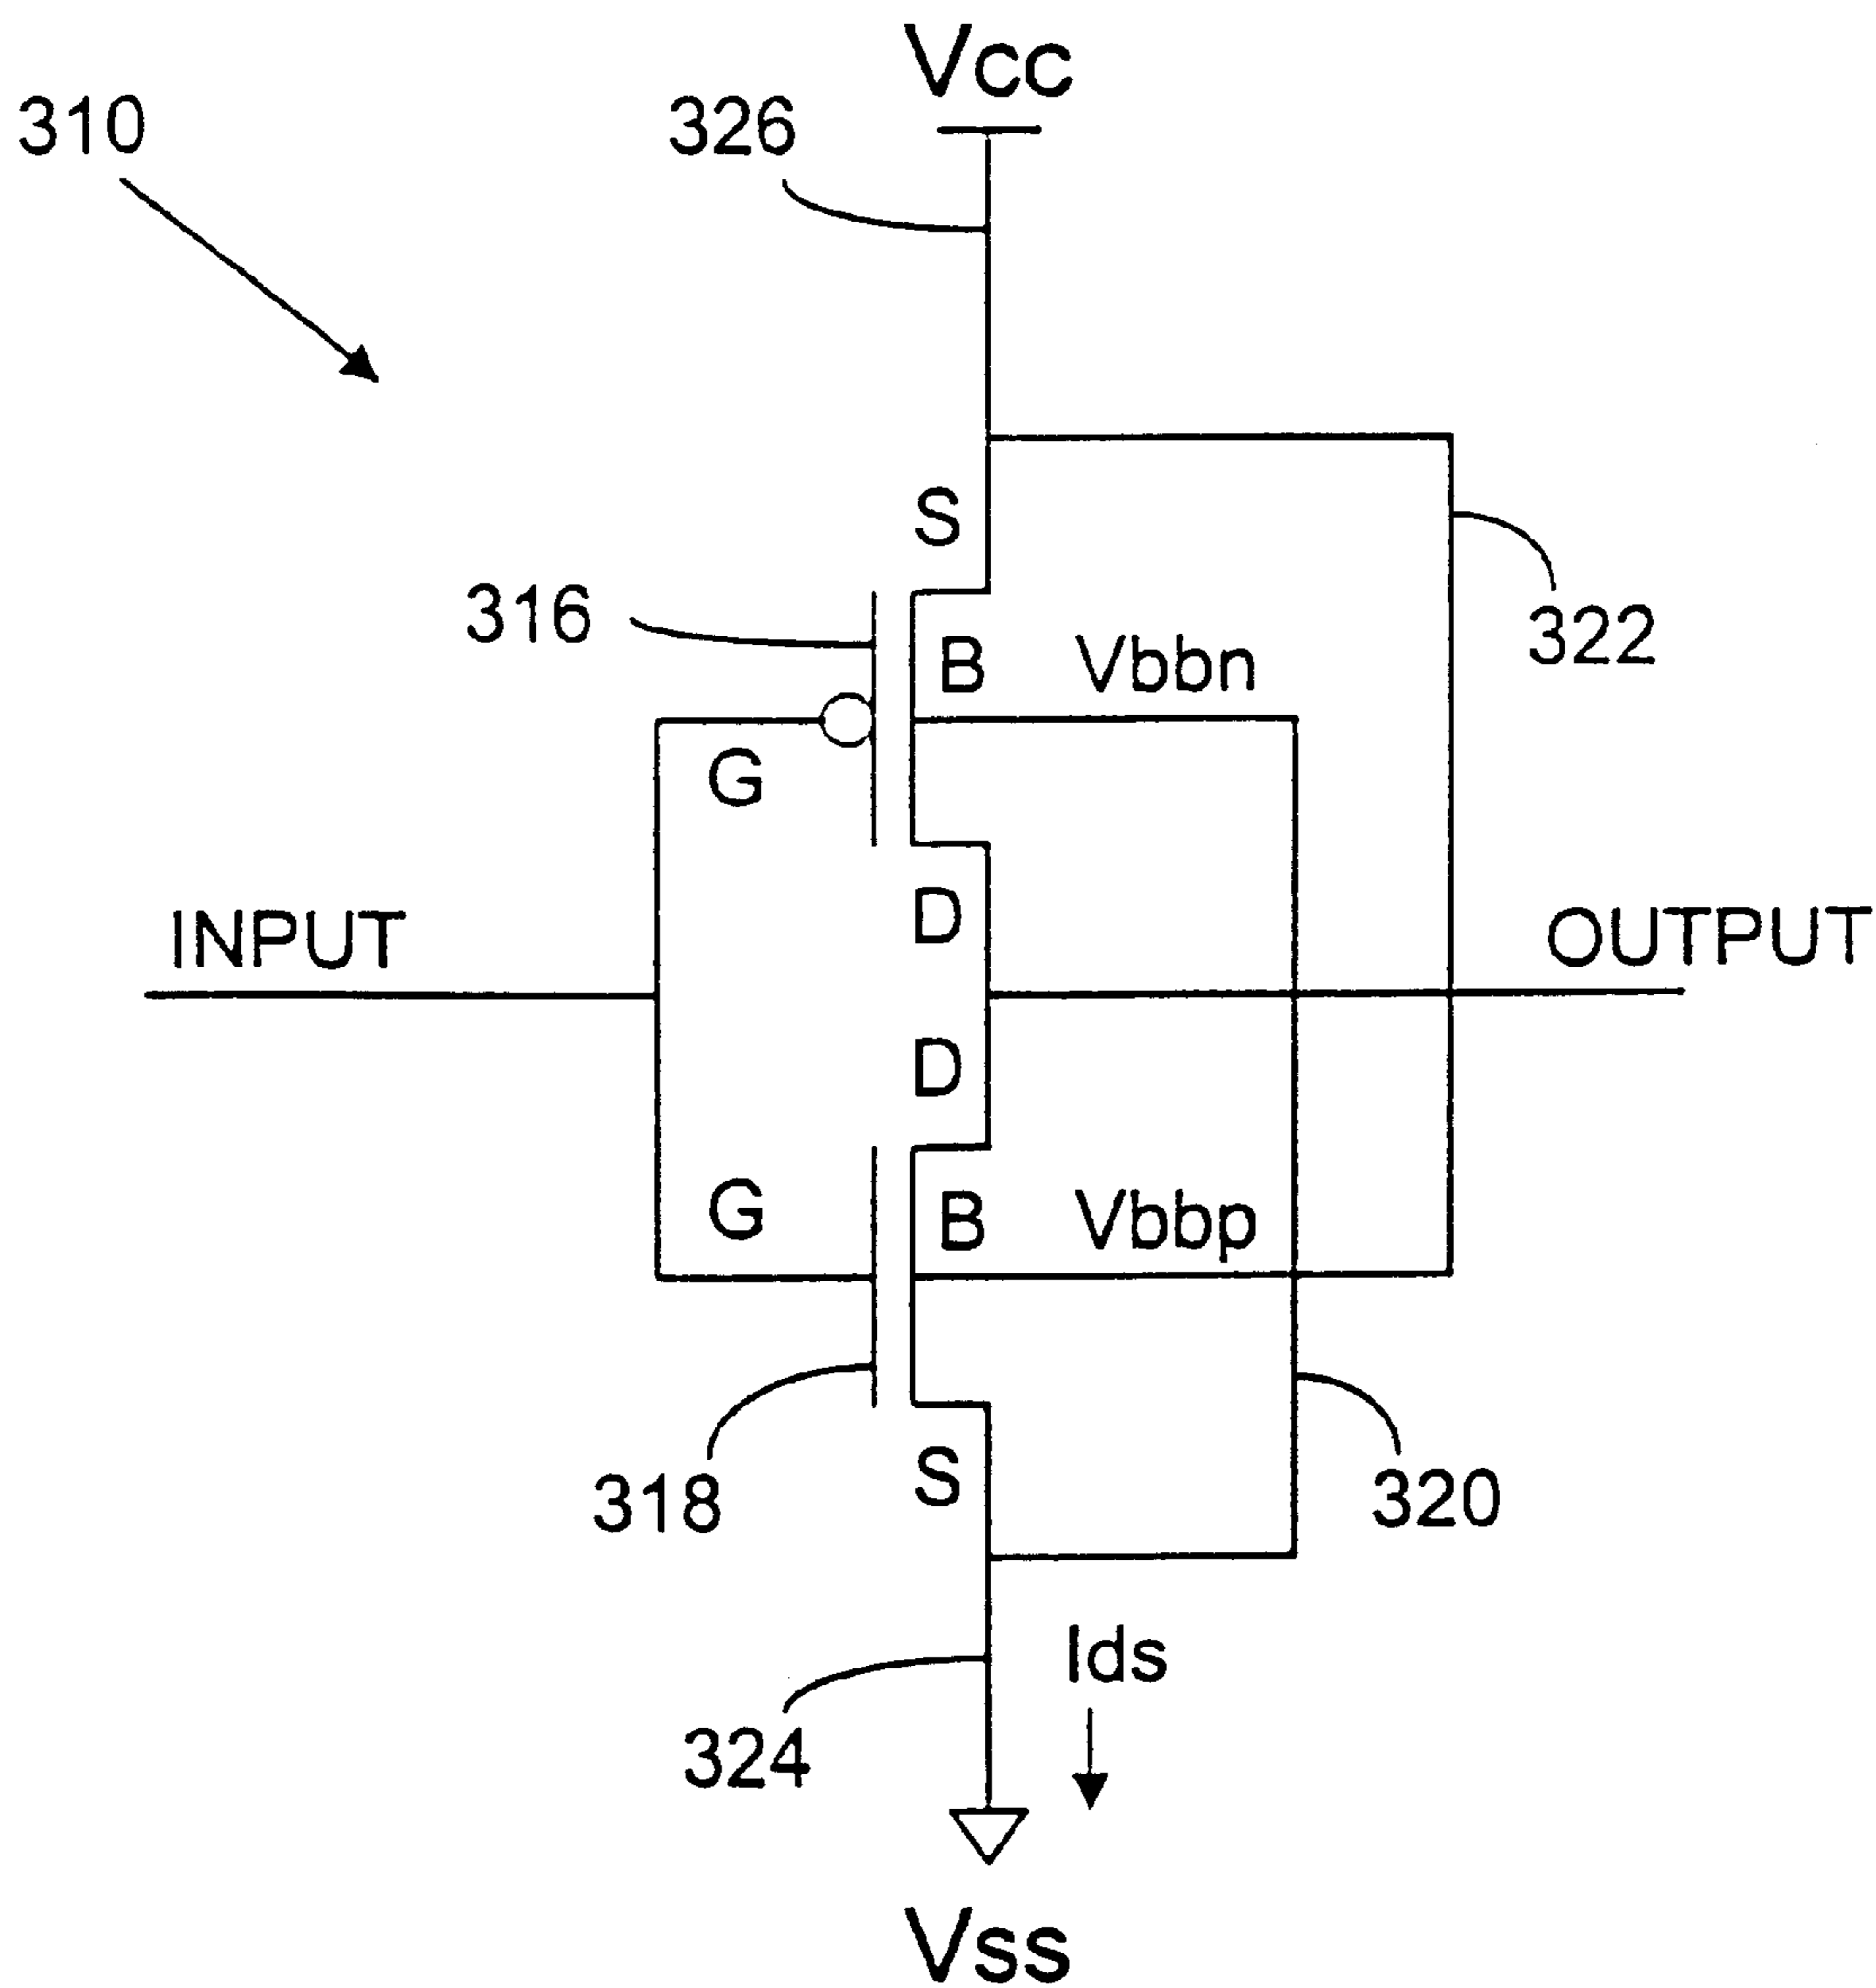 Vcc
310
326
S
316
322
B
Vbbn
G
D
INPUT
OUTPUT
D
G
B
Vbbp
S
318
320
Ids
324
Vss